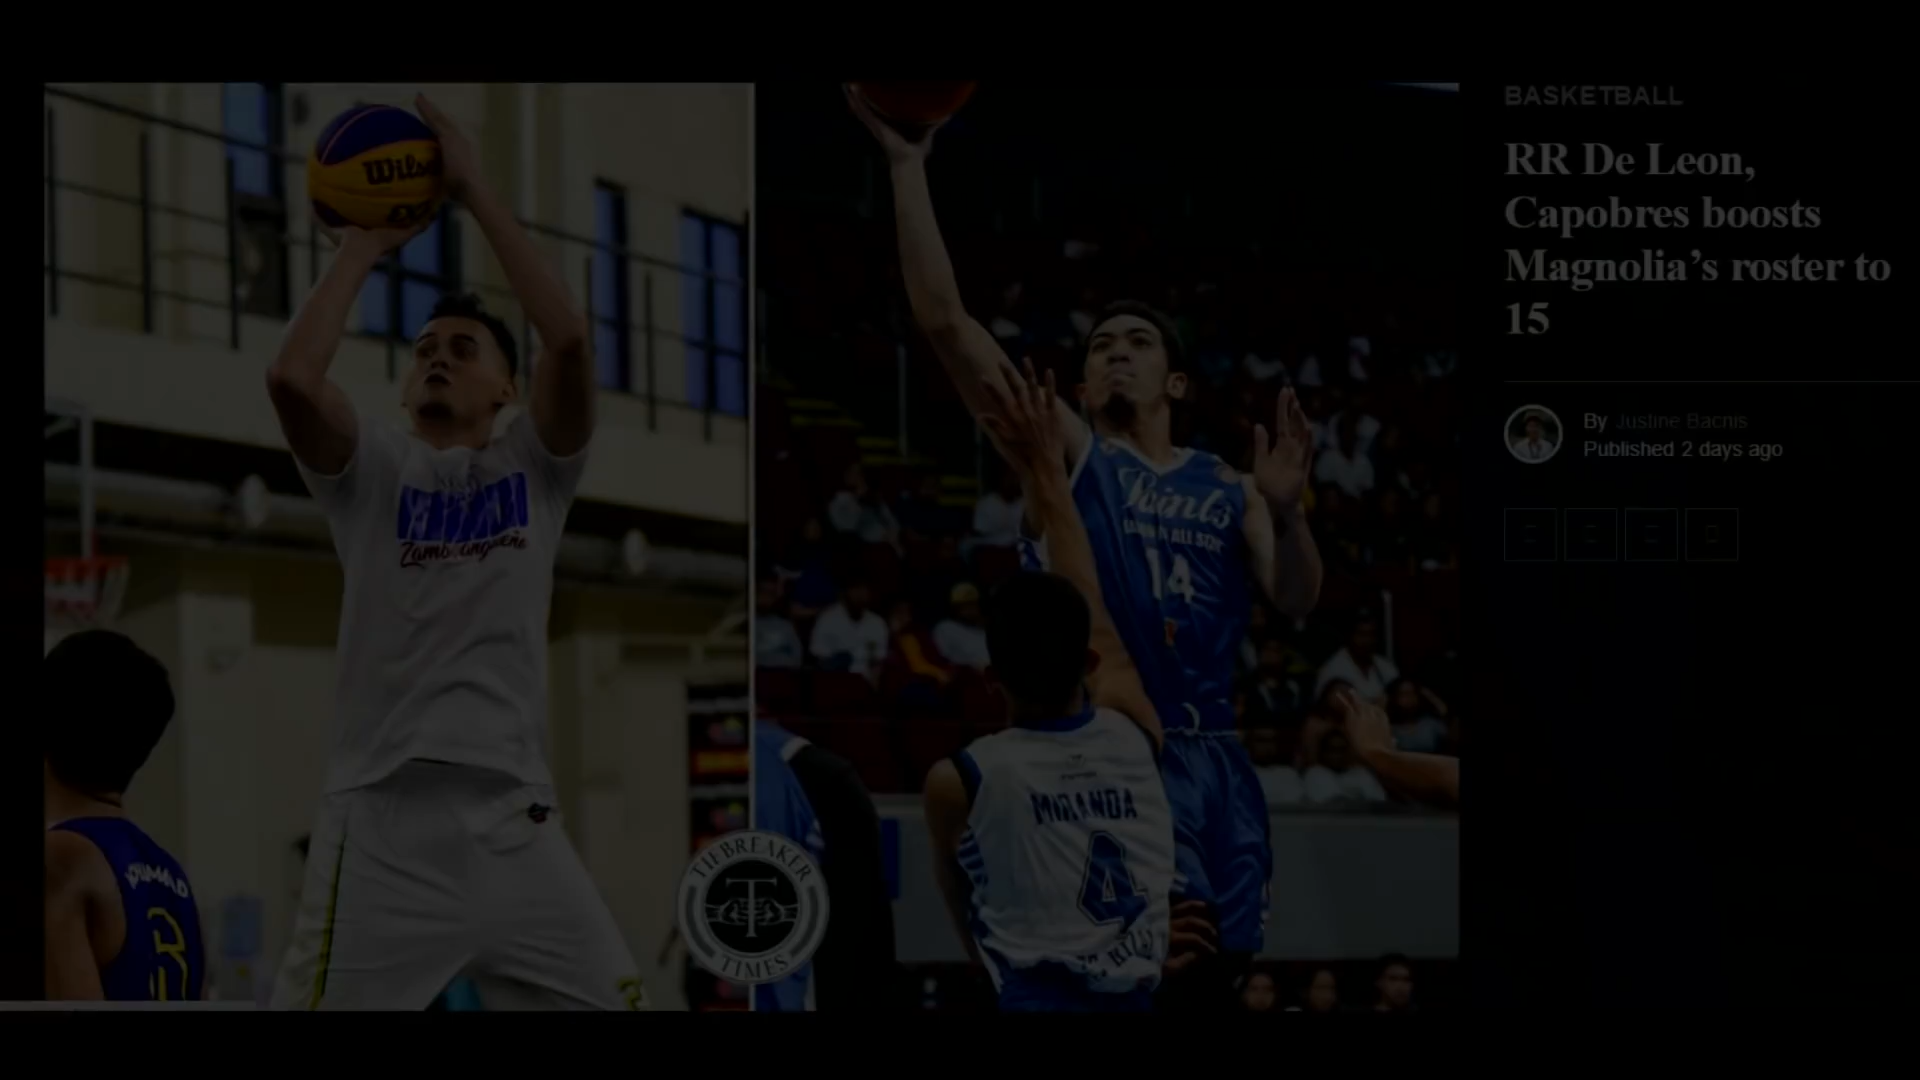 BASKETBALL
RR De Leon,
Capobres boosts
Magnolia’s roster to
15
By Justine Bacnis
Published 2 days ago
Wilson
Zamboangueño
Saints
14
MIRANDA
4
TIEBREAKER
TIMES